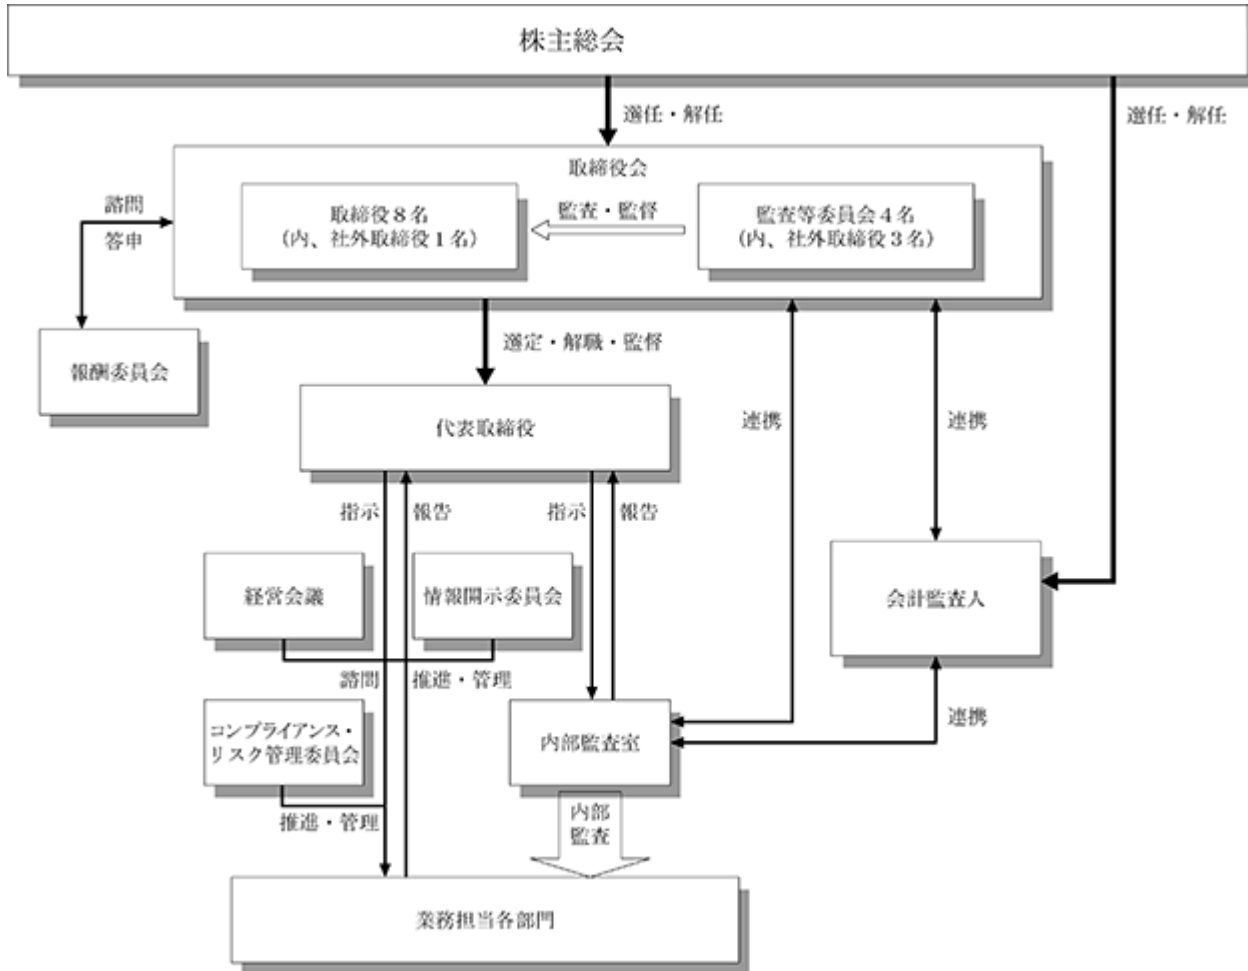 株主総会
選任・解任
選任・解任
取締役会
諮問
答申
取締役8名
(内、社外取締役1名)
監査・監督
監査等委員会4名
(内、社外取締役3名)
報酬委員会
選定・解職・監督
代表取締役
連携
連携
指示
報告
指示
報告
経営会議
情報開示委員会
会計監査人
諮問
推進・管理
コンプライアンス・
リスク管理委員会
内部監査室
連携
推進・管理
内部
監査
業務担当各部門